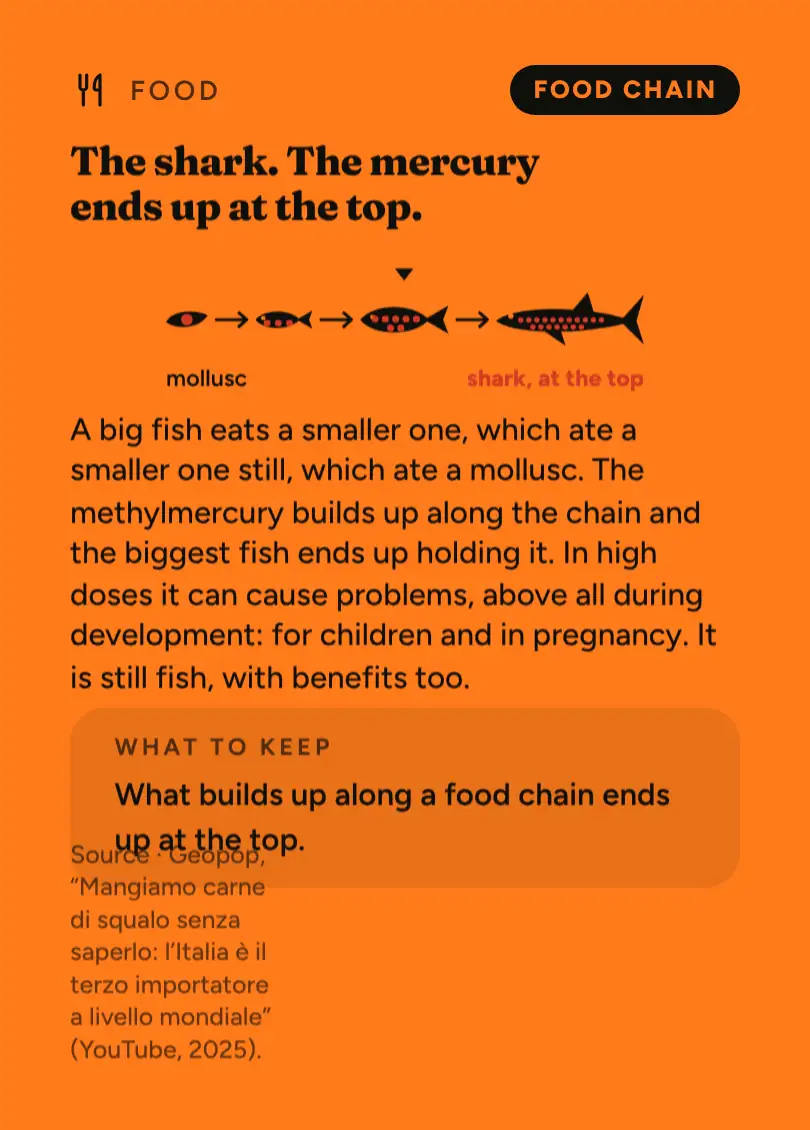 FOOD
FOOD CHAIN
The shark. The mercury
ends up at the top.
mollusc
shark, at the top
A big fish eats a smaller one, which ate a
smaller one still, which ate a mollusc. The
methylmercury builds up along the chain and
the biggest fish ends up holding it. In high
doses it can cause problems, above all during
development: for children and in pregnancy. It
is still fish, with benefits too.
WHAT TO KEEP
What builds up along a food chain ends
up at the top.
Source · Geopop,
“Mangiamo carne
di squalo senza
saperlo: l’Italia è il
terzo importatore
a livello mondiale”
(YouTube, 2025).